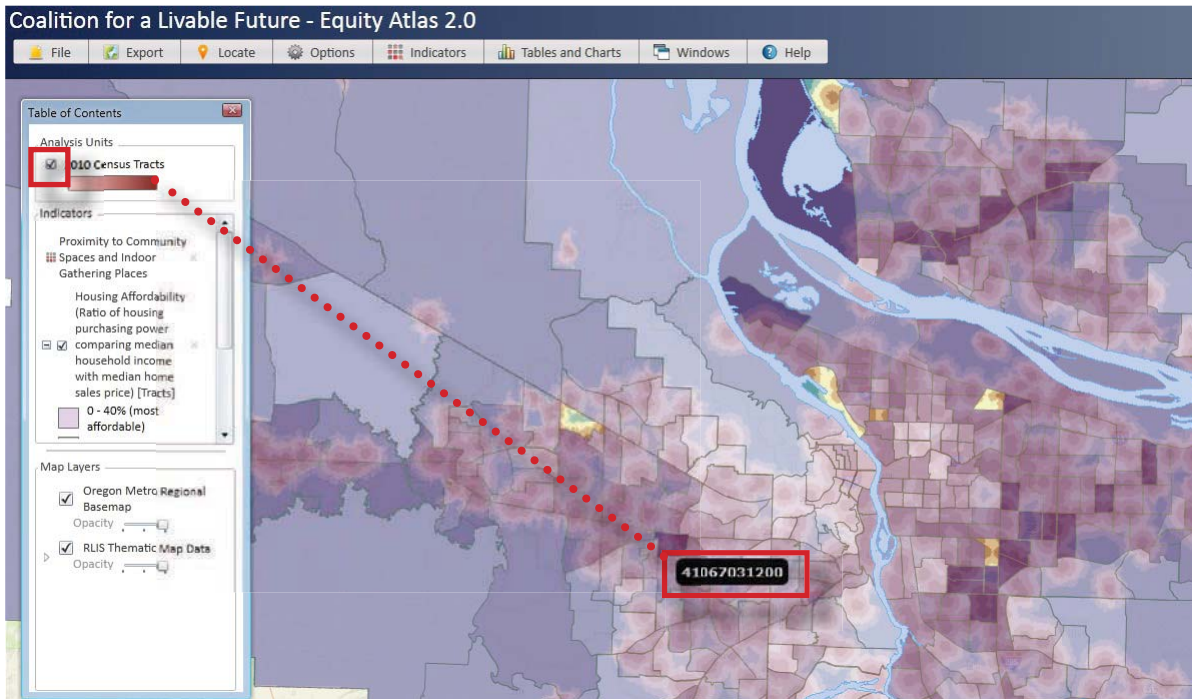 Coalition for a Livable Future - Equity Atlas 2.0
File Export Locate Options Indicators Tables and Charts Windows Help
Table of Contents
Analysis Units
2010 Census Tracts
Indicators
Proximity to Community
Spaces and Indoor
Gathering Places
Housing Affordability
(Ratio of housing
purchasing power
comparing median
household income
with median home
sales price) [Tracts]
0 - 40% (most
affordable)
Map Layers
Oregon Metro Regional
Basemap
Opacity
RLIS Thematic Map Data
Opacity
41067031200